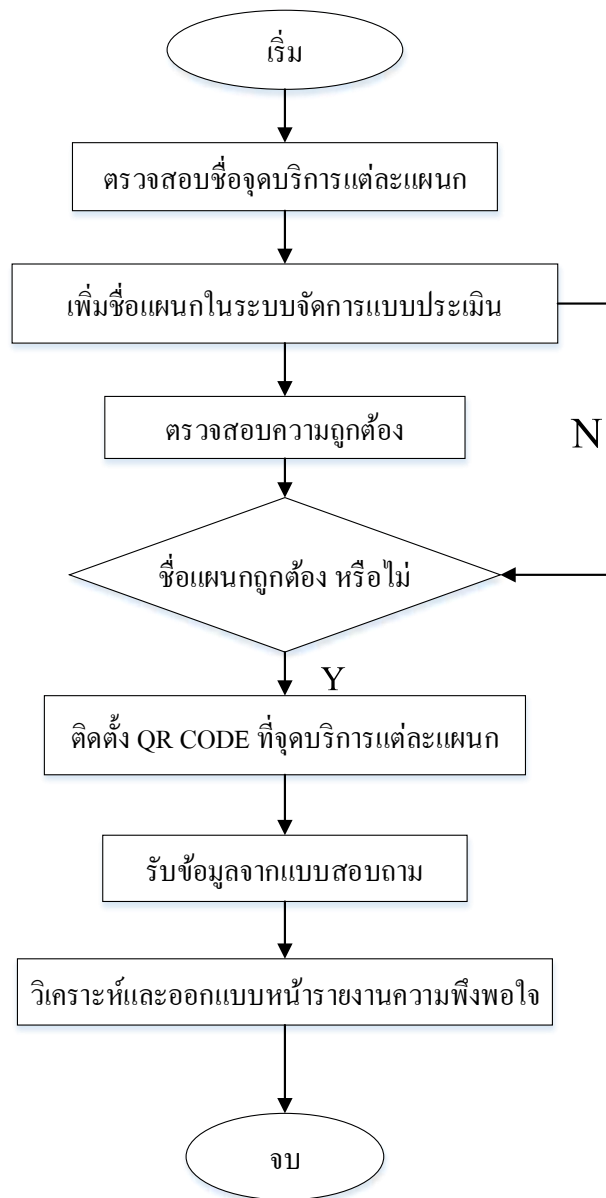 เริ่ม
ตรวจสอบชื่อจุดบริการแต่ละแผนก
เพิ่มชื่อแผนกในระบบจัดการแบบประเมิน
ตรวจสอบความถูกต้อง
N
ชื่อแผนกถูกต้อง หรือไม่
Y
ติดตั้ง QR CODE ที่จุดบริการแต่ละแผนก
รับข้อมูลจากแบบสอบถาม
วิเคราะห์และออกแบบหน้ารายงานความพึงพอใจ
จบ